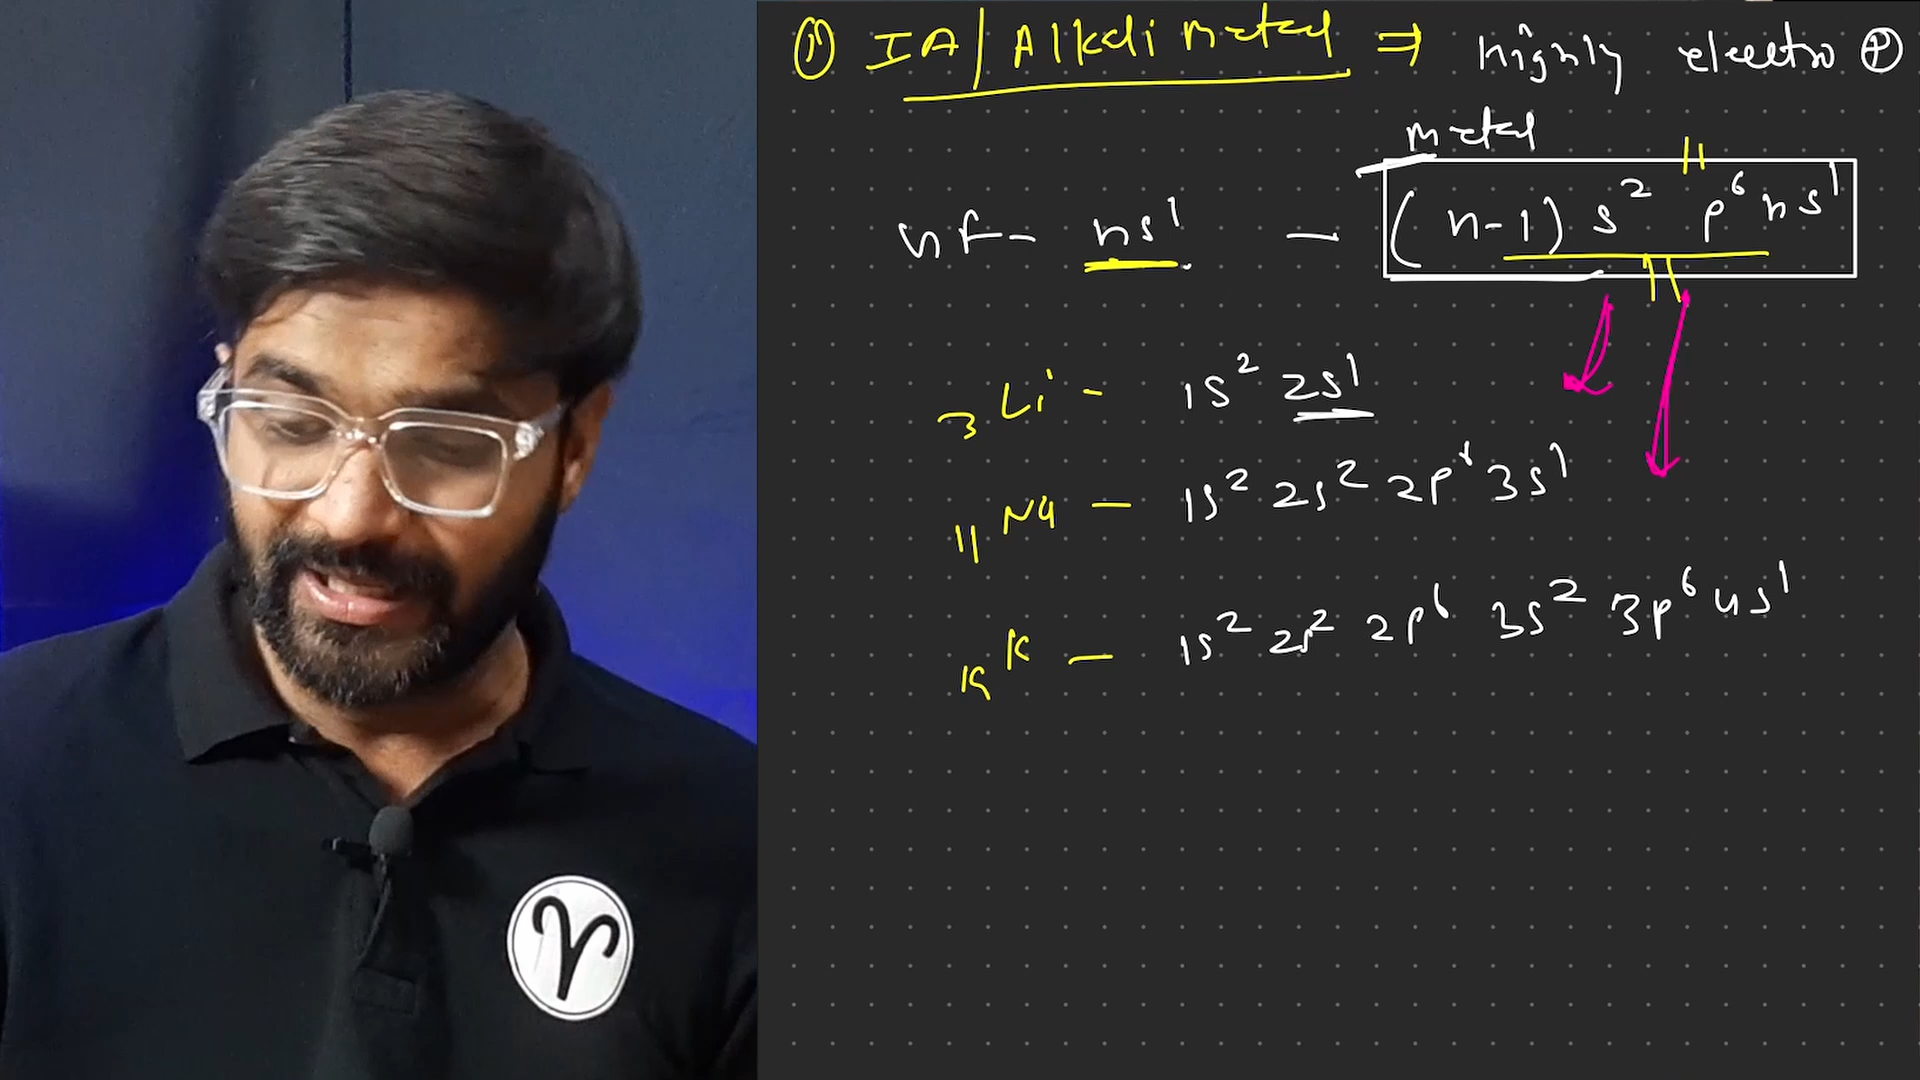 ① IA/Alkali metal ⇒ highly electro ⊕
metal
ns¹ — (n-1) s² p⁶ ns¹
₃Li - 1s² 2s¹
₁₁Na — 1s² 2s² 2p⁶ 3s¹
₁₉K — 1s² 2s² 2p⁶ 3s² 3p⁶ 4s¹